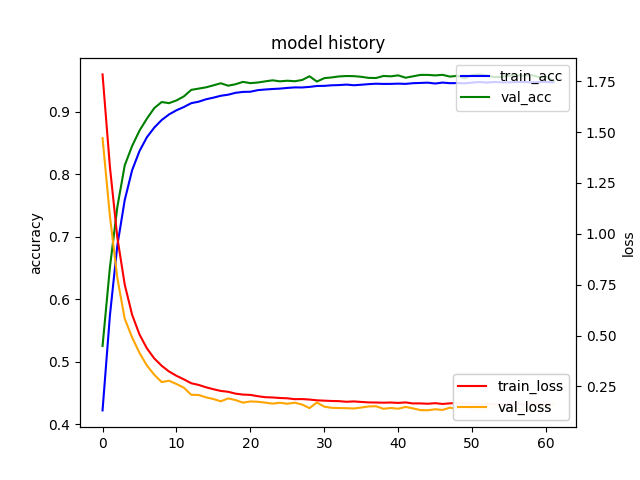 model history
train_acc
val_acc
train_loss
val_loss
accuracy
loss
0.9
0.8
0.7
0.6
0.5
0.4
1.75
1.50
1.25
1.00
0.75
0.50
0.25
0 10 20 30 40 50 60